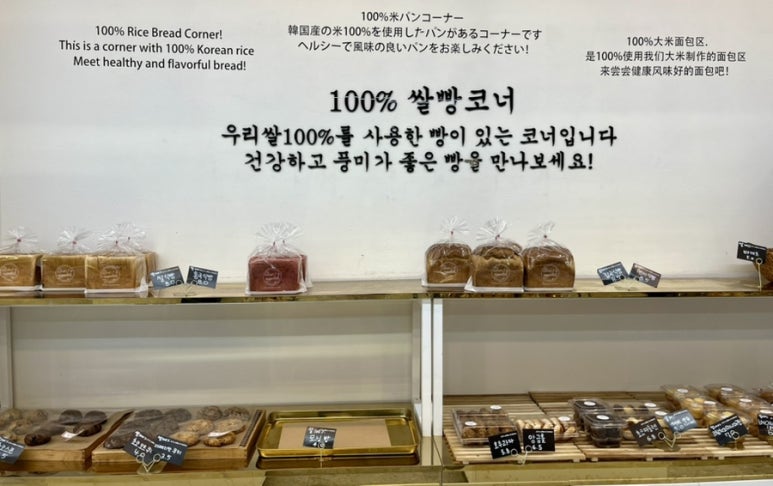 100% Rice Bread Corner!
This is a corner with 100% Korean rice
Meet healthy and flavorful bread!
100%米パンコーナー
韓国産の米100%を使用したパンがあるコーナーです
ヘルシーで風味の良いパンをお楽しみください!
100%大米面包区.
是100%使用我们大米制作的面包区
来尝尝健康风味好的面包吧!
100% 쌀빵코너
우리쌀100%를 사용한 빵이 있는 코너입니다
건강하고 풍미가 좋은 빵을 만나보세요!